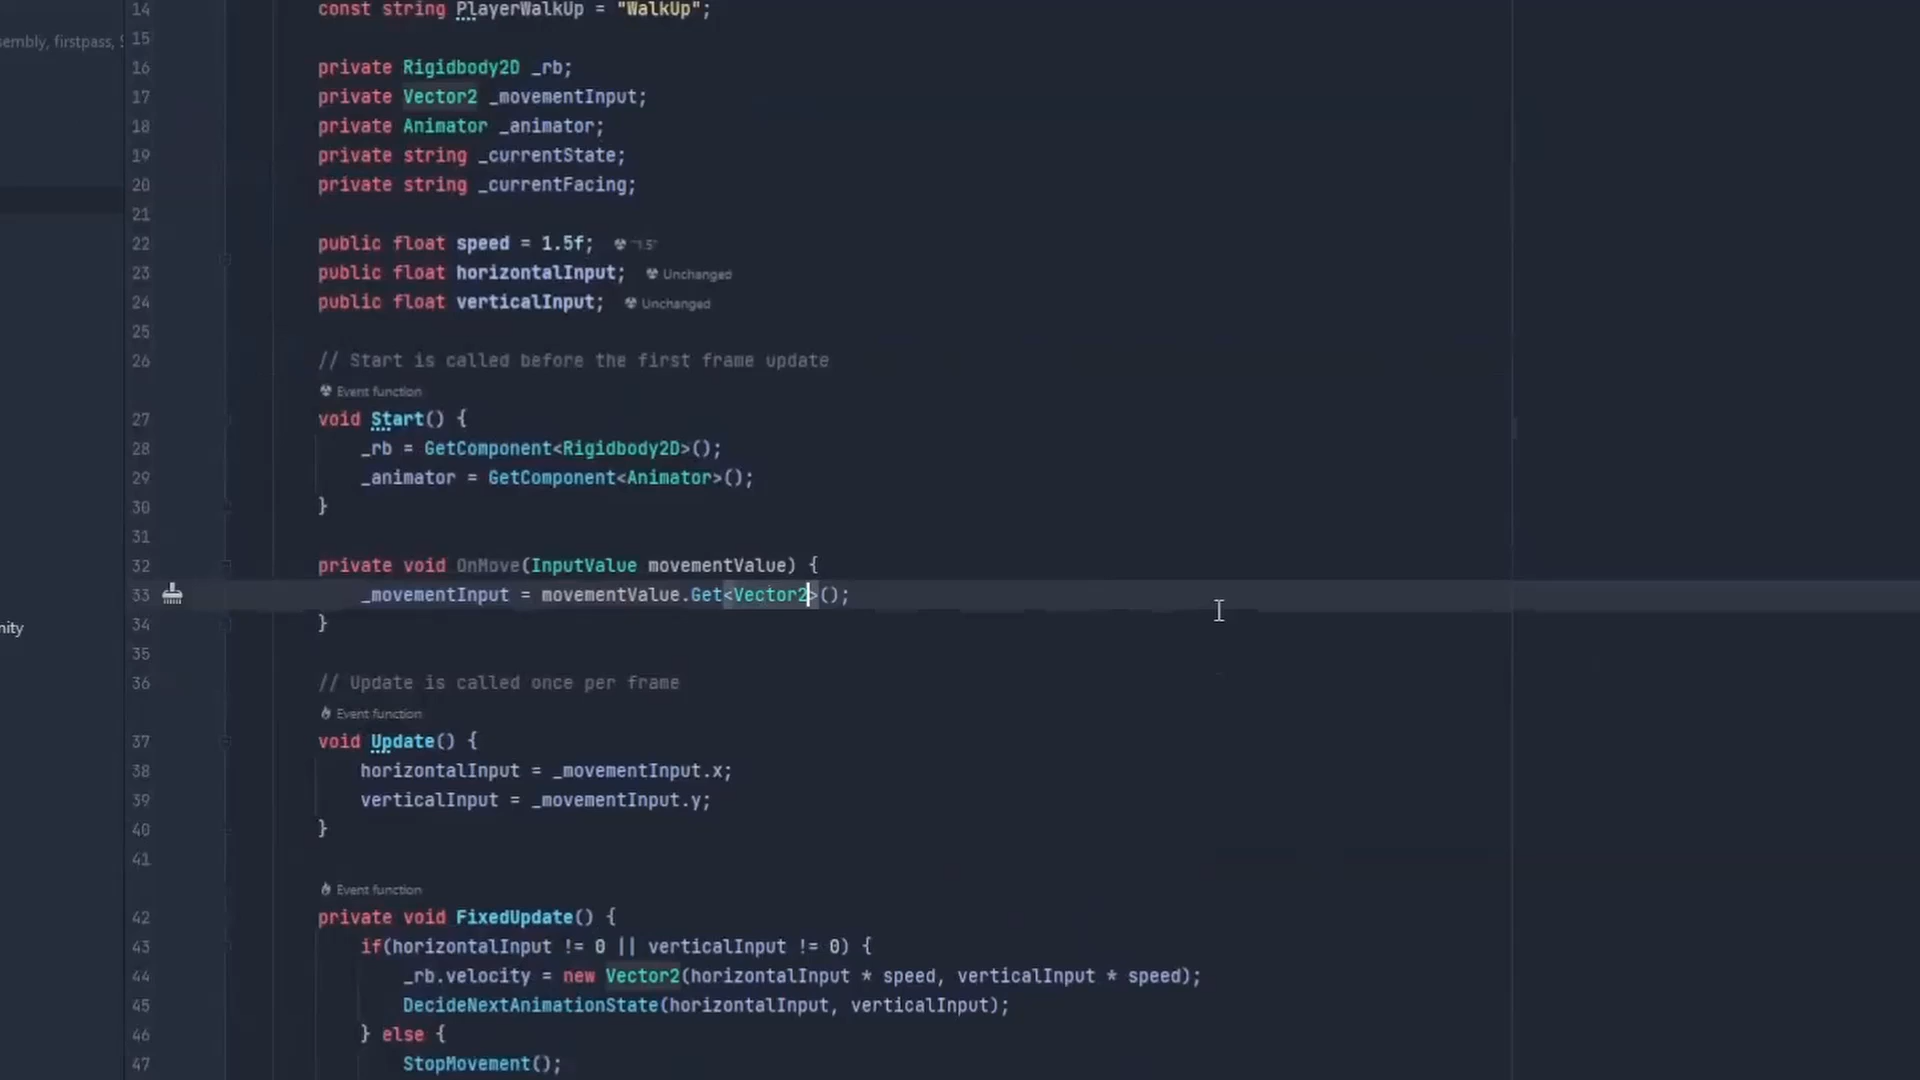 14 const string PlayerWalkUp = "WalkUp";
sembly, firstpass,
15
16 private Rigidbody2D _rb;
17 private Vector2 _movementInput;
18 private Animator _animator;
19 private string _currentState;
20 private string _currentFacing;
21
22 public float speed = 1.5f; "1.5"
23 public float horizontalInput; Unchanged
24 public float verticalInput; Unchanged
25
26 // Start is called before the first frame update
Event function
27 void Start() {
28 _rb = GetComponent<Rigidbody2D>();
29 _animator = GetComponent<Animator>();
30 }
31
32 private void OnMove(InputValue movementValue) {
33 _movementInput = movementValue.Get<Vector2>();
34 }
nity
35
36 // Update is called once per frame
Event function
37 void Update() {
38 horizontalInput = _movementInput.x;
39 verticalInput = _movementInput.y;
40 }
41
Event function
42 private void FixedUpdate() {
43 if(horizontalInput != 0 || verticalInput != 0) {
44 _rb.velocity = new Vector2(horizontalInput * speed, verticalInput * speed);
45 DecideNextAnimationState(horizontalInput, verticalInput);
46 } else {
47 StopMovement();